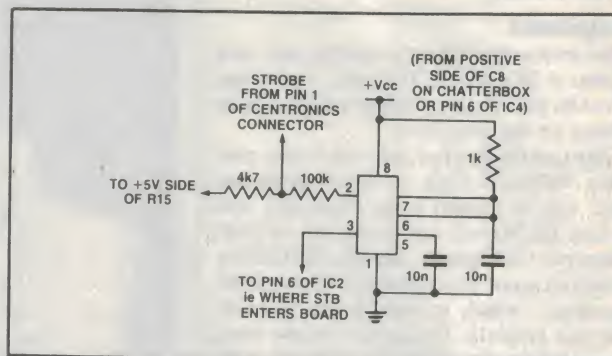 (FROM POSITIVE
SIDE OF C8
ON CHATTERBOX
OR PIN 6 OF IC4)
STROBE
FROM PIN 1
OF CENTRONICS
CONNECTOR
+Vcc
1k
TO +5V SIDE
OF R15
4k7
100k
2
8
7
3
6
5
1
10n
10n
TO PIN 6 OF IC2
ie WHERE STB
ENTERS BOARD